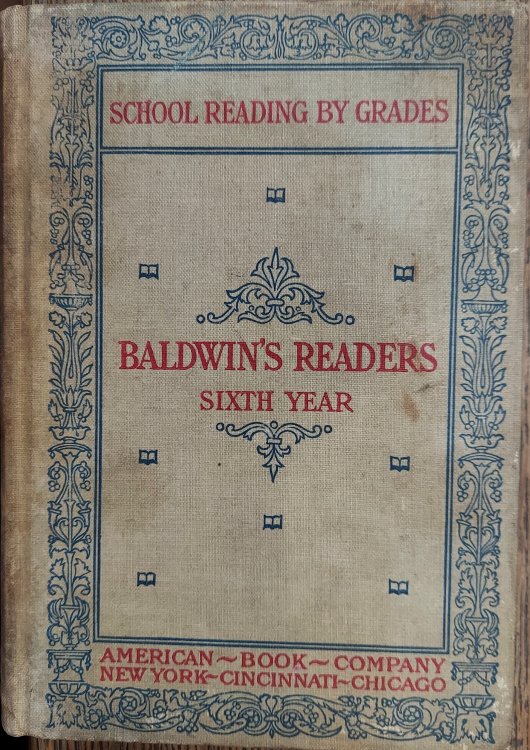 SCHOOL READING BY GRADES
BALDWIN'S READERS
SIXTH YEAR
AMERICAN~BOOK~COMPANY
NEW YORK~CINCINNATI~CHICAGO